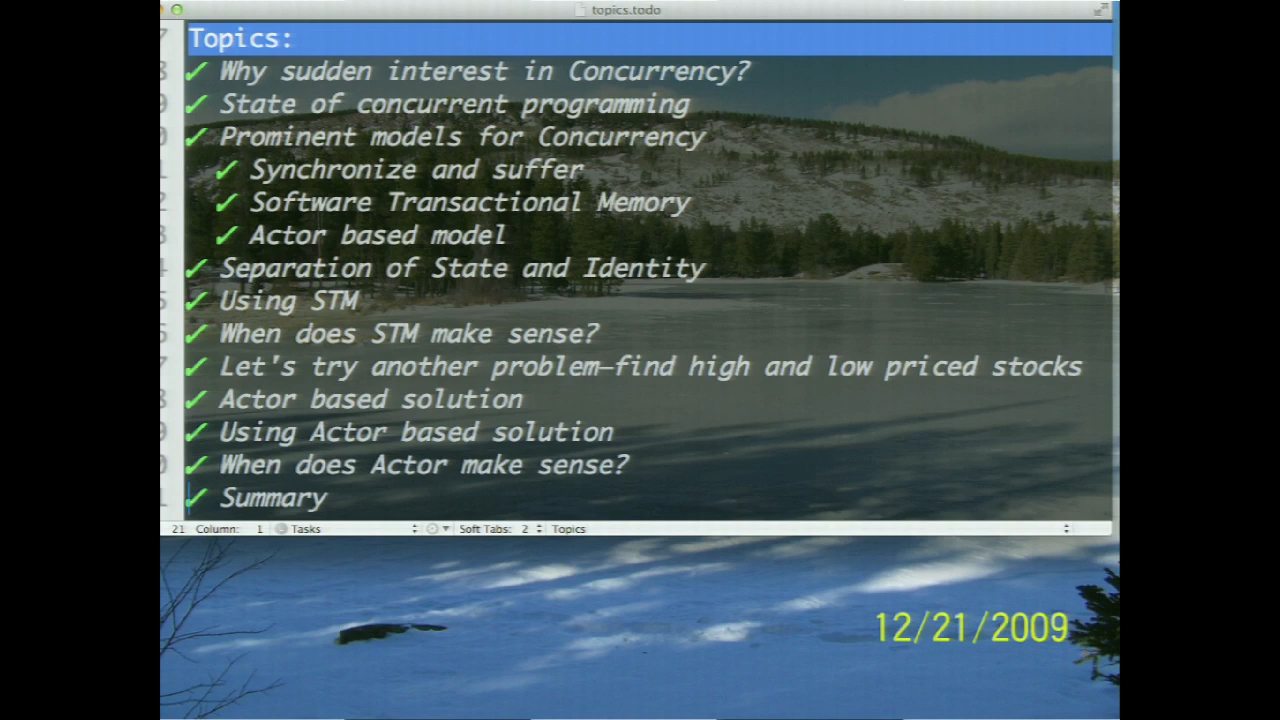 topics.todo
Topics:
✓ Why sudden interest in Concurrency?
✓ State of concurrent programming
✓ Prominent models for Concurrency
✓ Synchronize and suffer
✓ Software Transactional Memory
✓ Actor based model
✓ Separation of State and Identity
✓ Using STM
✓ When does STM make sense?
✓ Let's try another problem—find high and low priced stocks
✓ Actor based solution
✓ Using Actor based solution
✓ When does Actor make sense?
✓ Summary
21 Column: 1 Tasks Soft Tabs: 2 Topics
12/21/2009